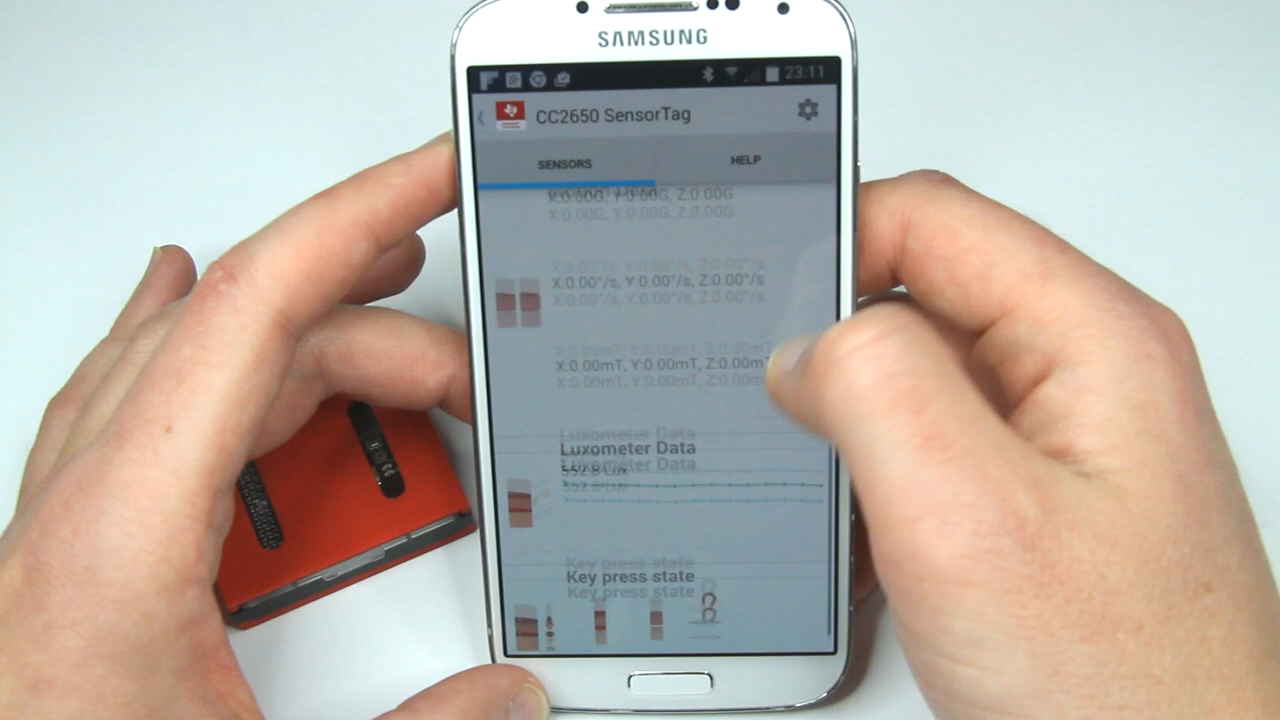 SAMSUNG
23:11
CC2650 SensorTag
SENSORS
HELP
X:0.00G, Y:0.00G, Z:0.00G
X:0.00°/s, Y:0.00°/s, Z:0.00°/s
X:0.00mT, Y:0.00mT, Z:0.00mT
Luxometer Data
Lux
Key press state